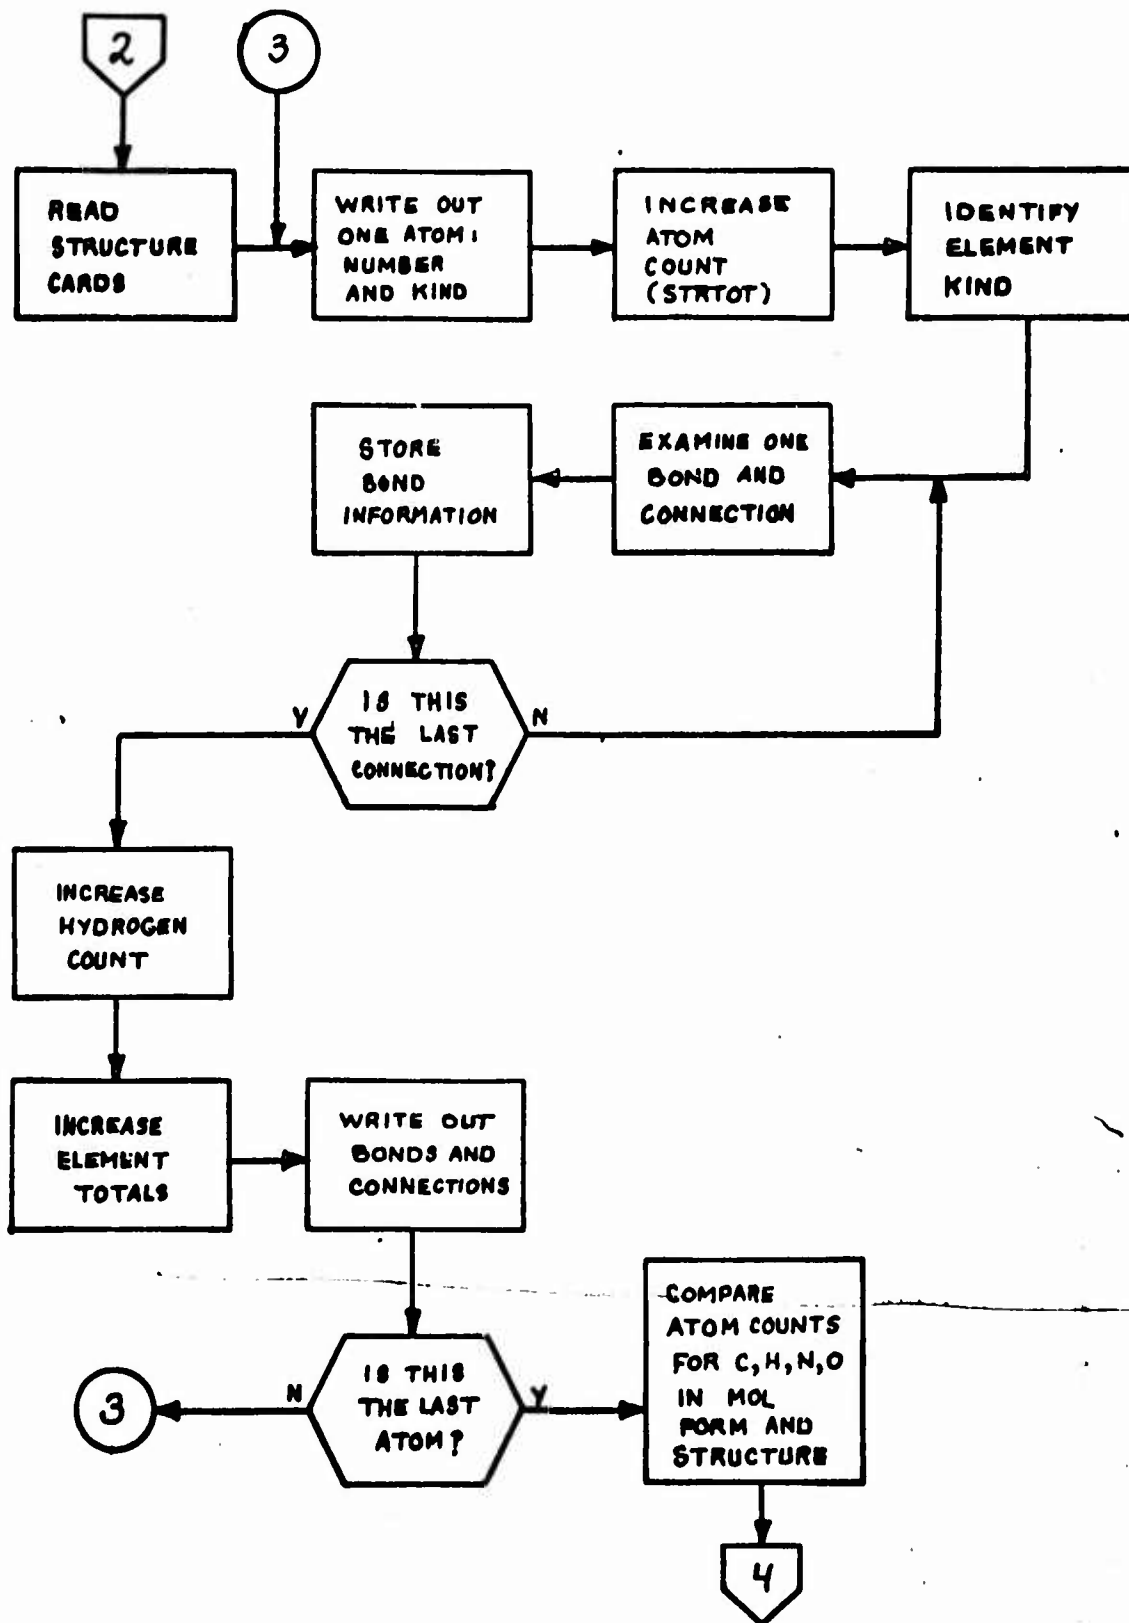 2
3
READ
STRUCTURE
CARDS
WRITE OUT
ONE ATOM:
NUMBER
AND KIND
INCREASE
ATOM
COUNT
(STRTOT)
IDENTIFY
ELEMENT
KIND
STORE
BOND
INFORMATION
EXAMINE ONE
BOND AND
CONNECTION
Y
IS THIS
THE LAST
CONNECTION?
N
INCREASE
HYDROGEN
COUNT
INCREASE
ELEMENT
TOTALS
WRITE OUT
BONDS AND
CONNECTIONS
3
N
IS THIS
THE LAST
ATOM?
Y
COMPARE
ATOM COUNTS
FOR C, H, N, O
IN MOL
FORM AND
STRUCTURE
4